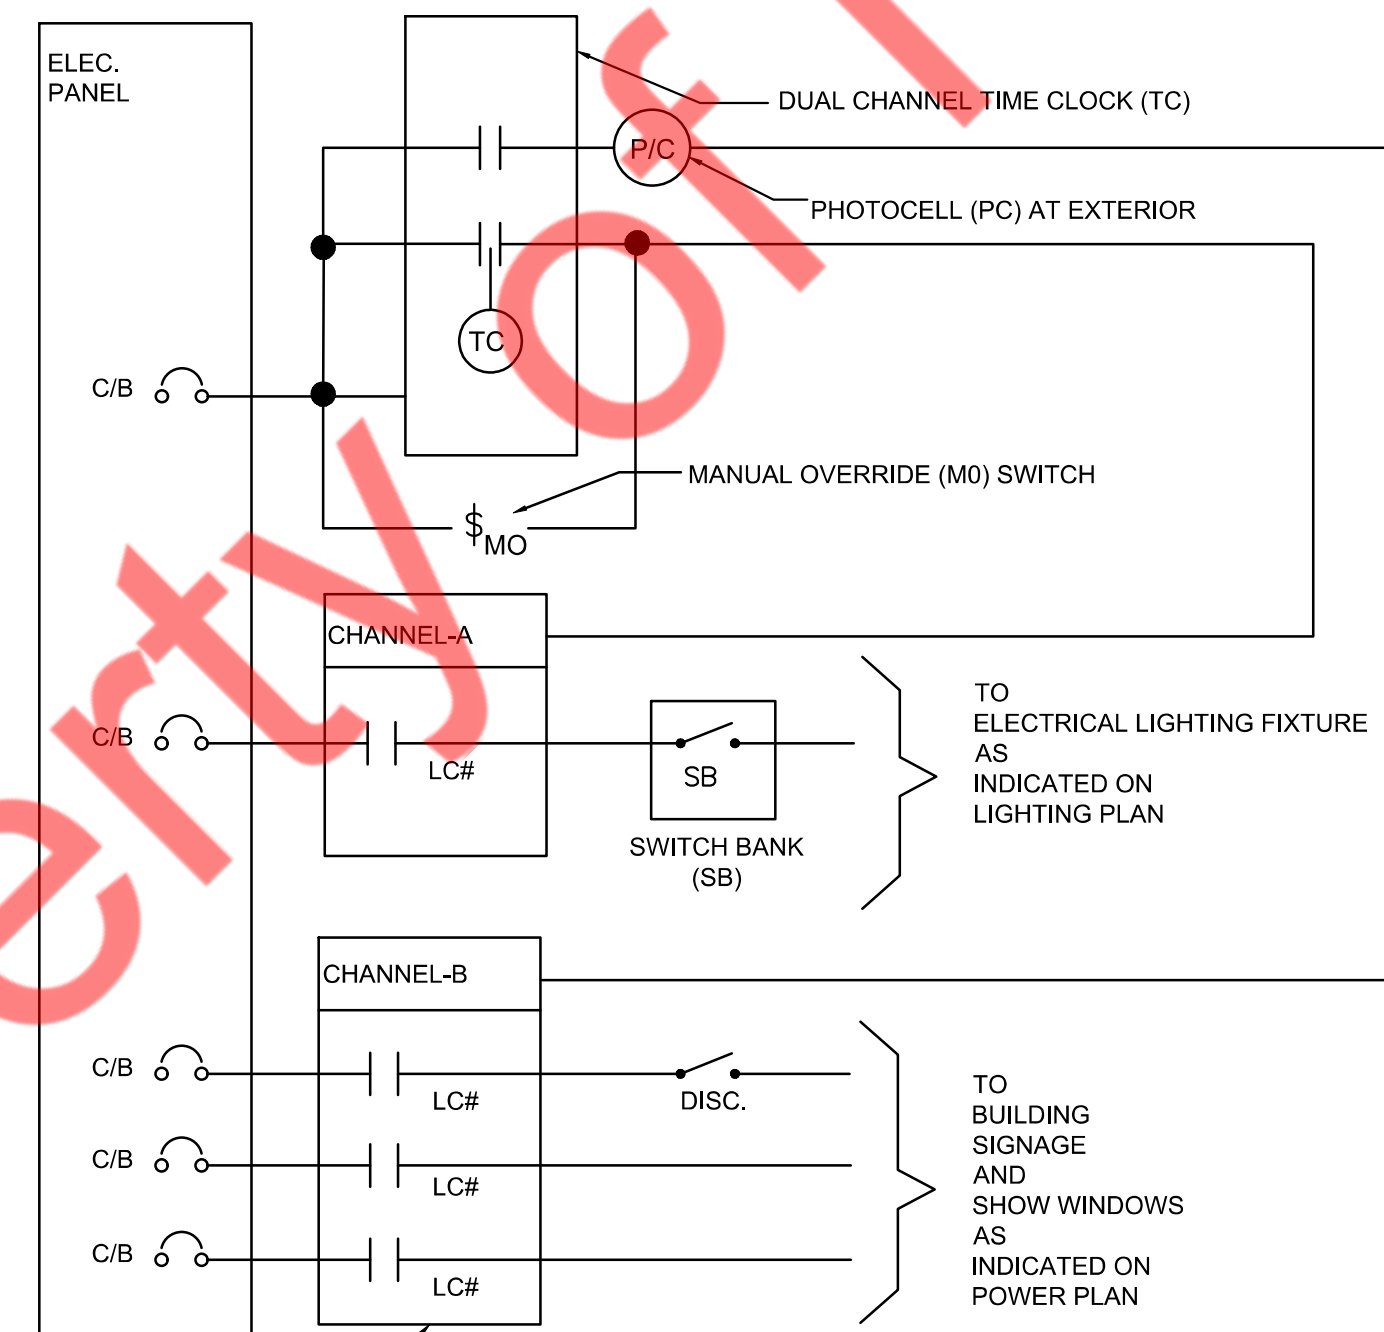 ELEC.
PANEL
DUAL CHANNEL TIME CLOCK (TC)
P/C
PHOTOCELL (PC) AT EXTERIOR
TC
C/B
MANUAL OVERRIDE (M0) SWITCH
$MO
CHANNEL-A
C/B
LC#
SB
SWITCH BANK
(SB)
TO
ELECTRICAL LIGHTING FIXTURE
AS
INDICATED ON
LIGHTING PLAN
CHANNEL-B
C/B
LC#
DISC.
C/B
LC#
C/B
LC#
TO
BUILDING
SIGNAGE
AND
SHOW WINDOWS
AS
INDICATED ON
POWER PLAN
erty of